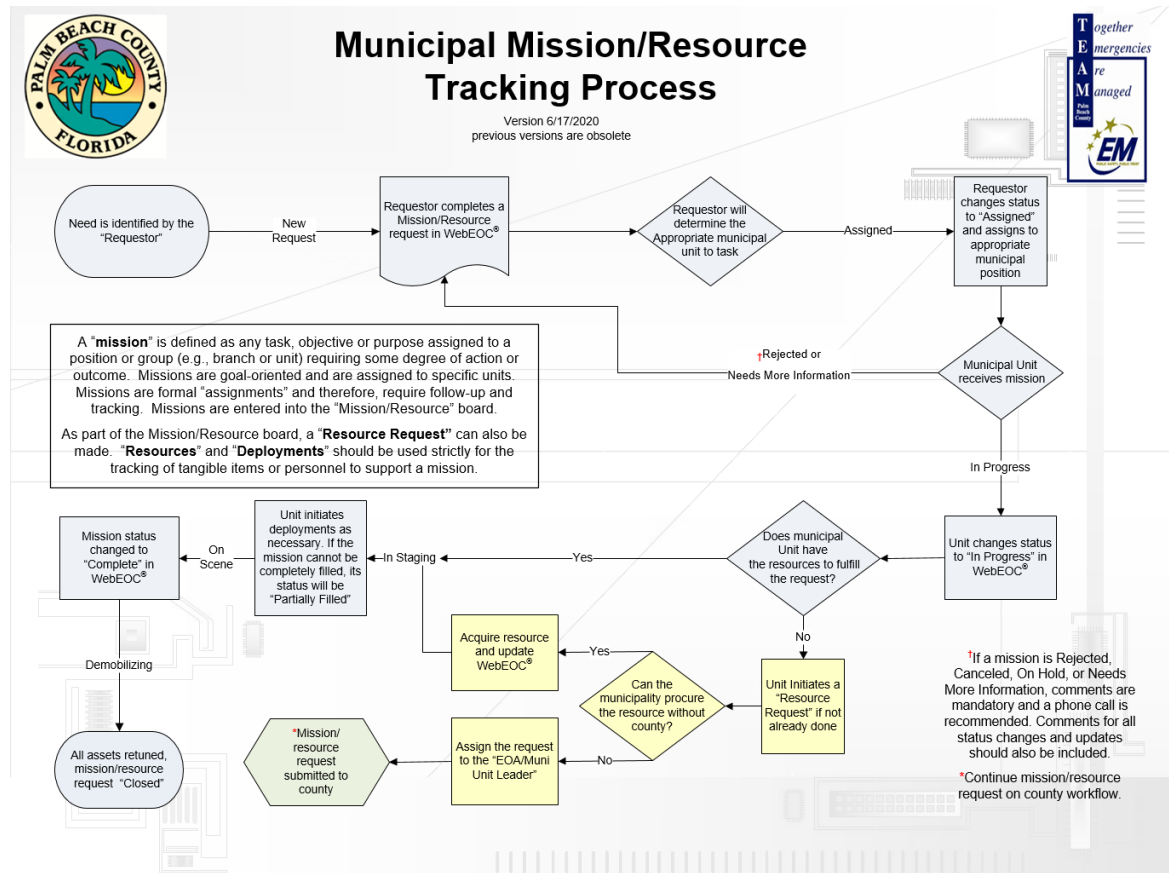 PALM BEACH COUNTY
FLORIDA
Municipal Mission/Resource
Tracking Process
Version 6/17/2020
previous versions are obsolete
Together
Emergencies
Are
Managed
Palm
Beach
County
EM
Need is identified by the
“Requestor”
New
Request
Requestor completes a
Mission/Resource
request in WebEOC®
Requestor will
determine the
Appropriate municipal
unit to task
Assigned
Requestor
changes status
to “Assigned”
and assigns to
appropriate
municipal
position
†Rejected or
Needs More Information
Municipal Unit
receives mission
A “mission” is defined as any task, objective or purpose assigned to a
position or group (e.g., branch or unit) requiring some degree of action or
outcome. Missions are goal-oriented and are assigned to specific units.
Missions are formal “assignments” and therefore, require follow-up and
tracking. Missions are entered into the “Mission/Resource” board.
As part of the Mission/Resource board, a “Resource Request” can also be
made. “Resources” and “Deployments” should be used strictly for the
tracking of tangible items or personnel to support a mission.
In Progress
Unit changes status
to “In Progress” in
WebEOC®
Does municipal
Unit have
the resources to fulfill
the request?
Yes
In Staging
Unit initiates
deployments as
necessary. If the
mission cannot be
completely filled, its
status will be
“Partially Filled”
On
Scene
Mission status
changed to
“Complete” in
WebEOC®
Demobilizing
All assets retuned,
mission/resource
request “Closed”
No
Unit Initiates a
“Resource
Request” if not
already done
Can the
municipality procure
the resource without
county?
Yes
Acquire resource
and update
WebEOC®
No
Assign the request
to the “EOA/Muni
Unit Leader”
*Mission/
resource
request
submitted to
county
†If a mission is Rejected,
Canceled, On Hold, or Needs
More Information, comments are
mandatory and a phone call is
recommended. Comments for all
status changes and updates
should also be included.
*Continue mission/resource
request on county workflow.